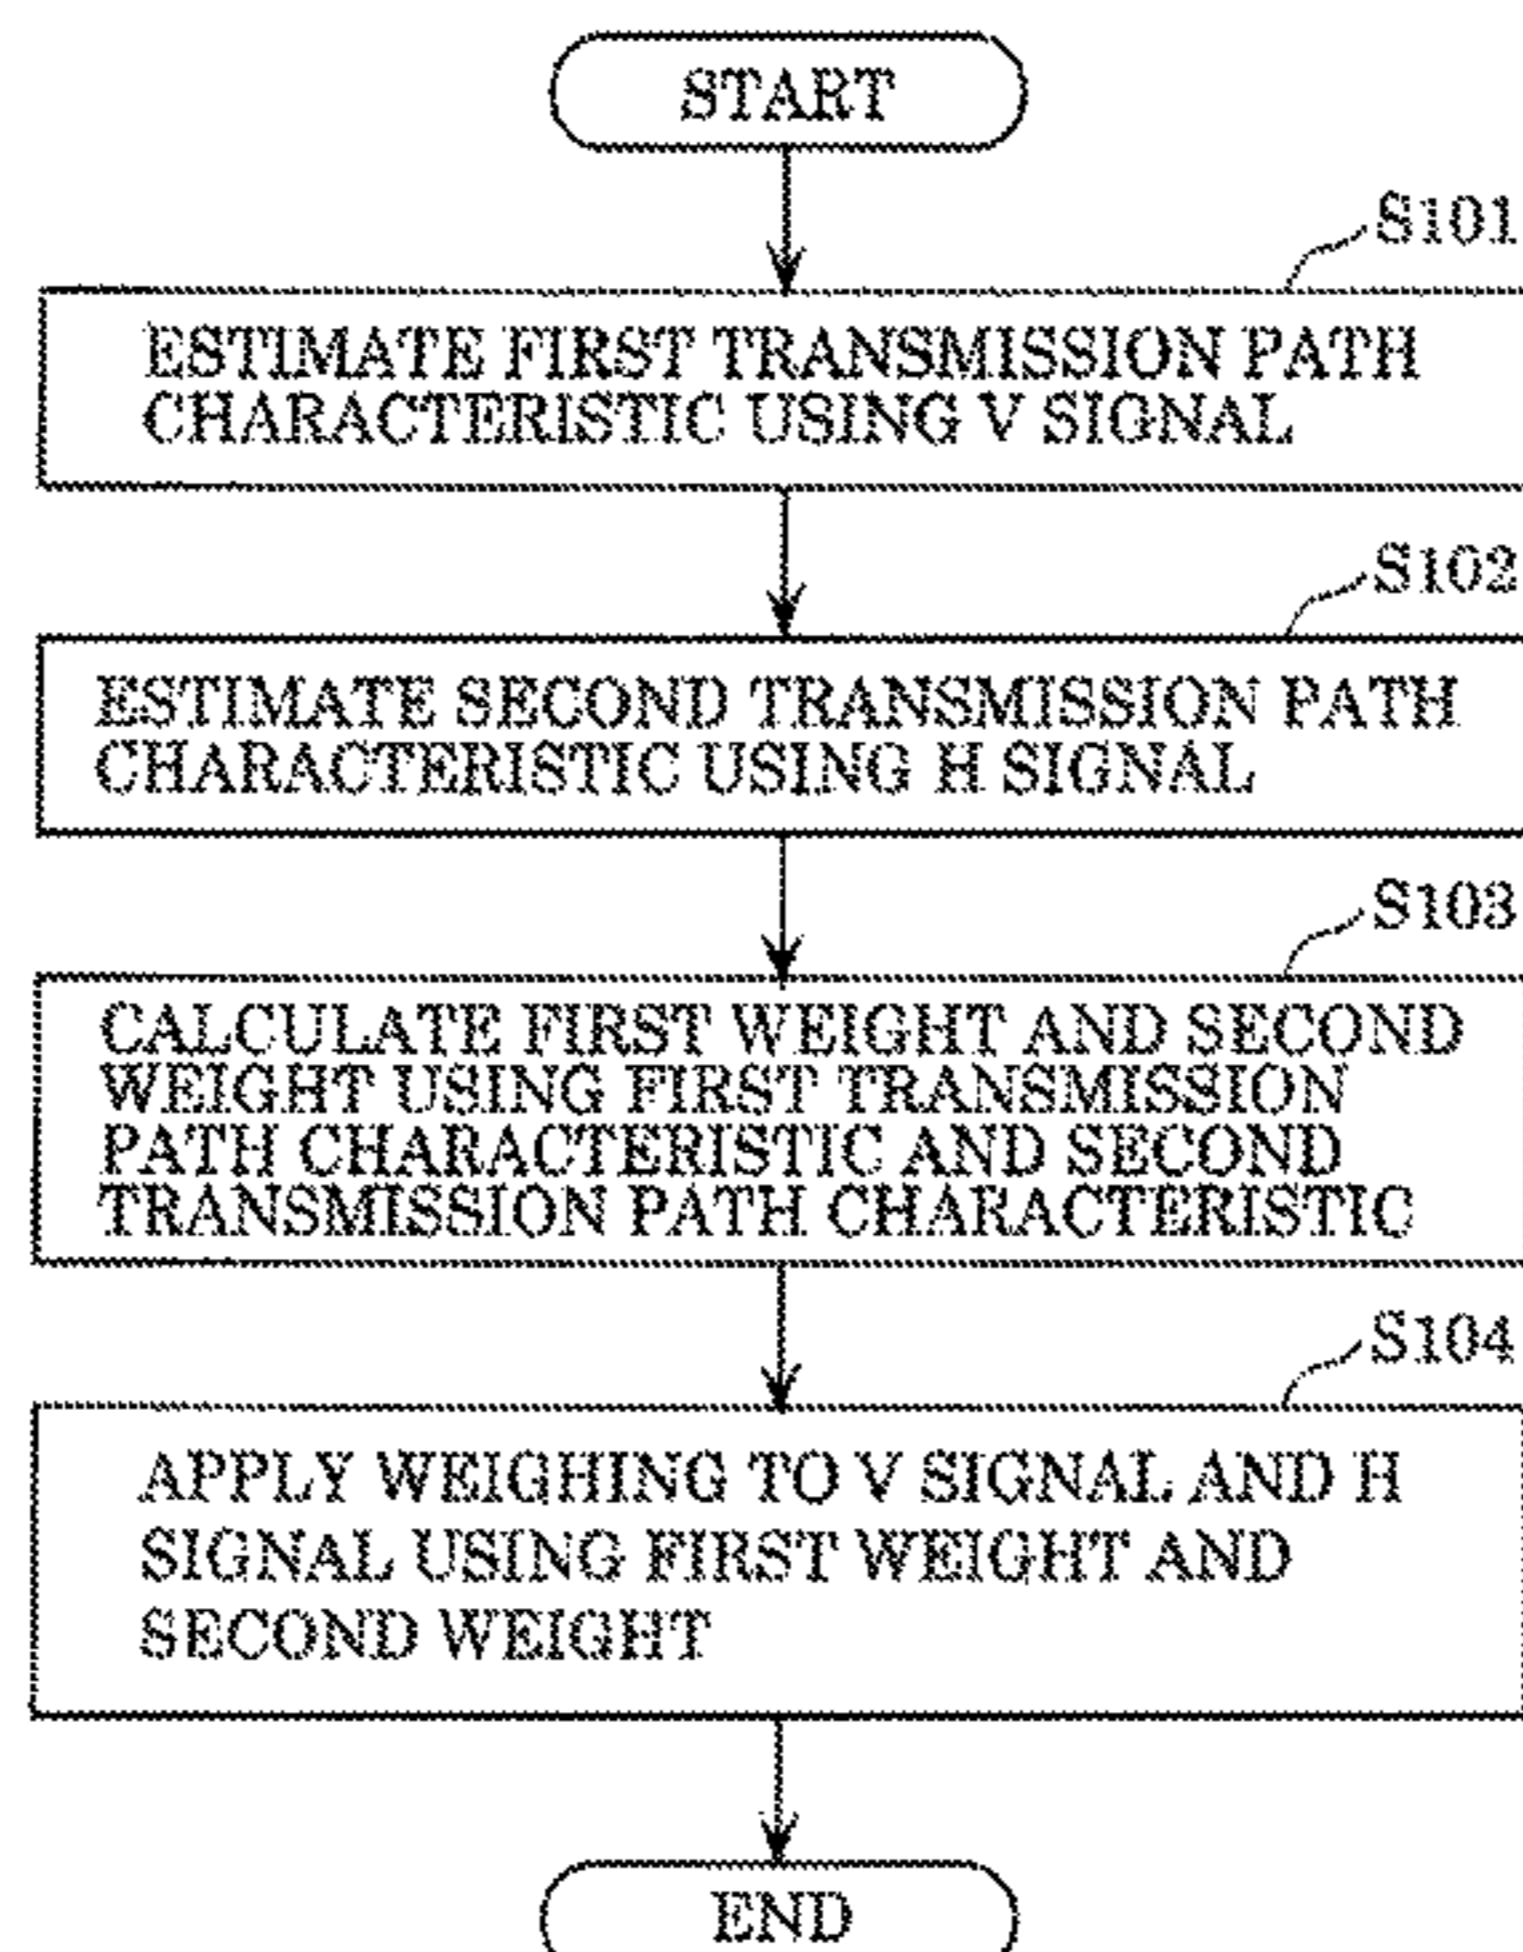 START
S101
ESTIMATE FIRST TRANSMISSION PATH
CHARACTERISTIC USING V SIGNAL
S102
ESTIMATE SECOND TRANSMISSION PATH
CHARACTERISTIC USING H SIGNAL
S103
CALCULATE FIRST WEIGHT AND SECOND
WEIGHT USING FIRST TRANSMISSION
PATH CHARACTERISTIC AND SECOND
TRANSMISSION PATH CHARACTERISTIC
S104
APPLY WEIGHING TO V SIGNAL AND H
SIGNAL USING FIRST WEIGHT AND
SECOND WEIGHT
END